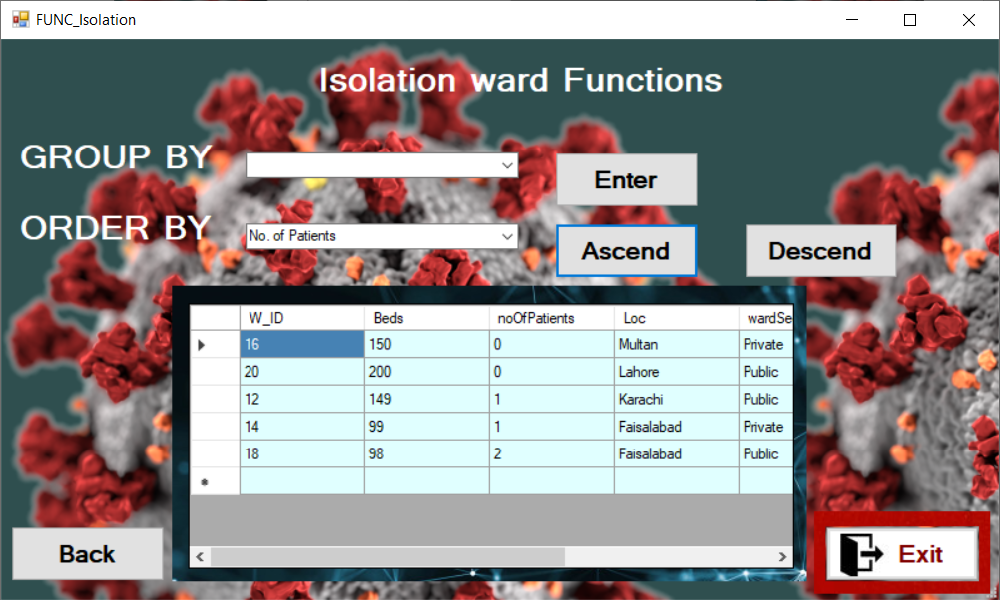 FUNC_Isolation
Isolation ward Functions
GROUP BY
Enter
ORDER BY No. of Patients
Ascend Descend
W_ID Beds noOfPatients Loc wardSe
16 150 0 Multan Private
20 200 0 Lahore Public
12 149 1 Karachi Public
14 99 1 Faisalabad Private
18 98 2 Faisalabad Public
Back
Exit